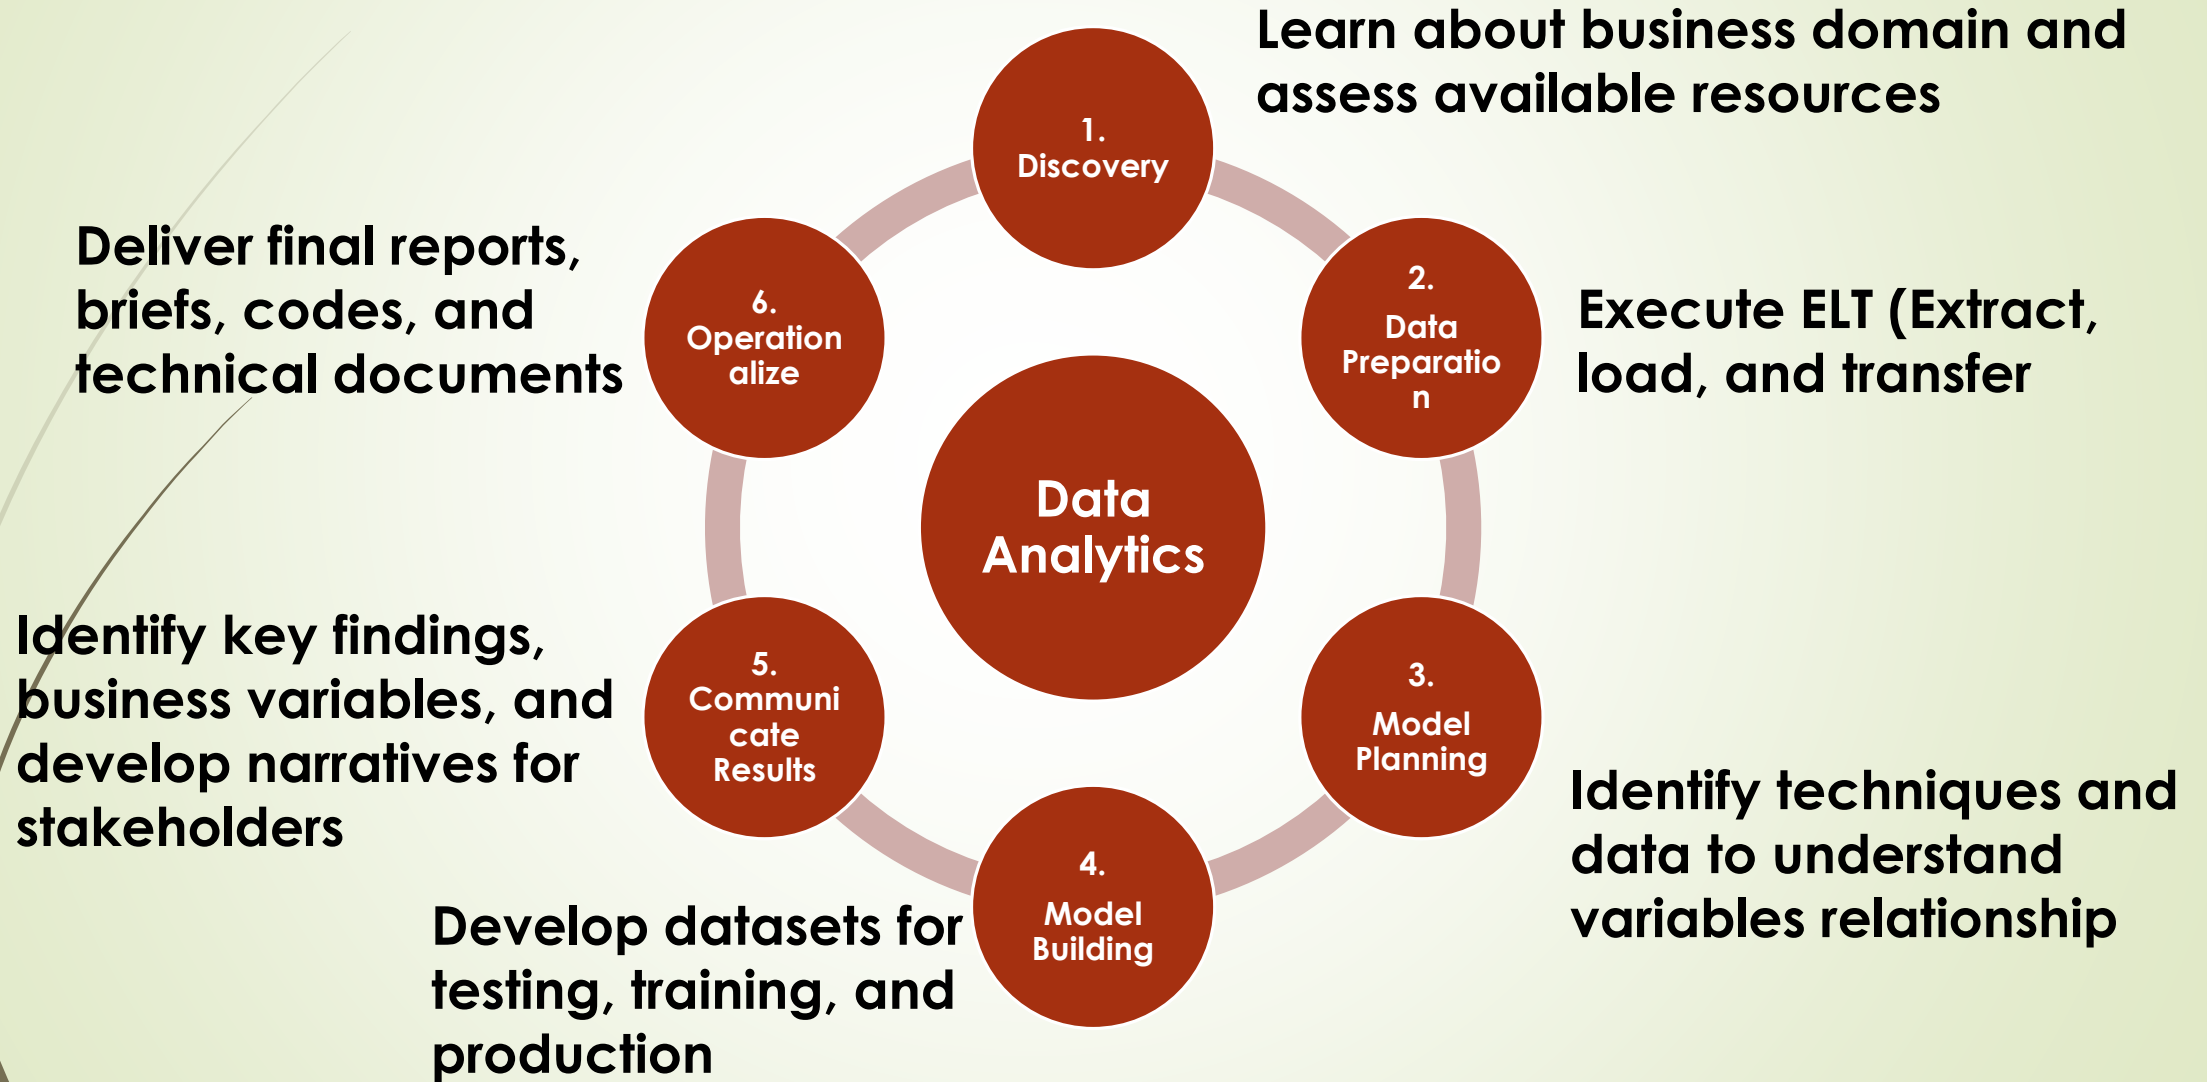 Learn about business domain and
assess available resources
1.
Discovery
2.
Data
Preparatio
n
Execute ELT (Extract,
load, and transfer
3.
Model
Planning
Identify techniques and
data to understand
variables relationship
4.
Model
Building
Develop datasets for
testing, training, and
production
5.
Communi
cate
Results
Identify key findings,
business variables, and
develop narratives for
stakeholders
6.
Operation
alize
Deliver final reports,
briefs, codes, and
technical documents
Data
Analytics